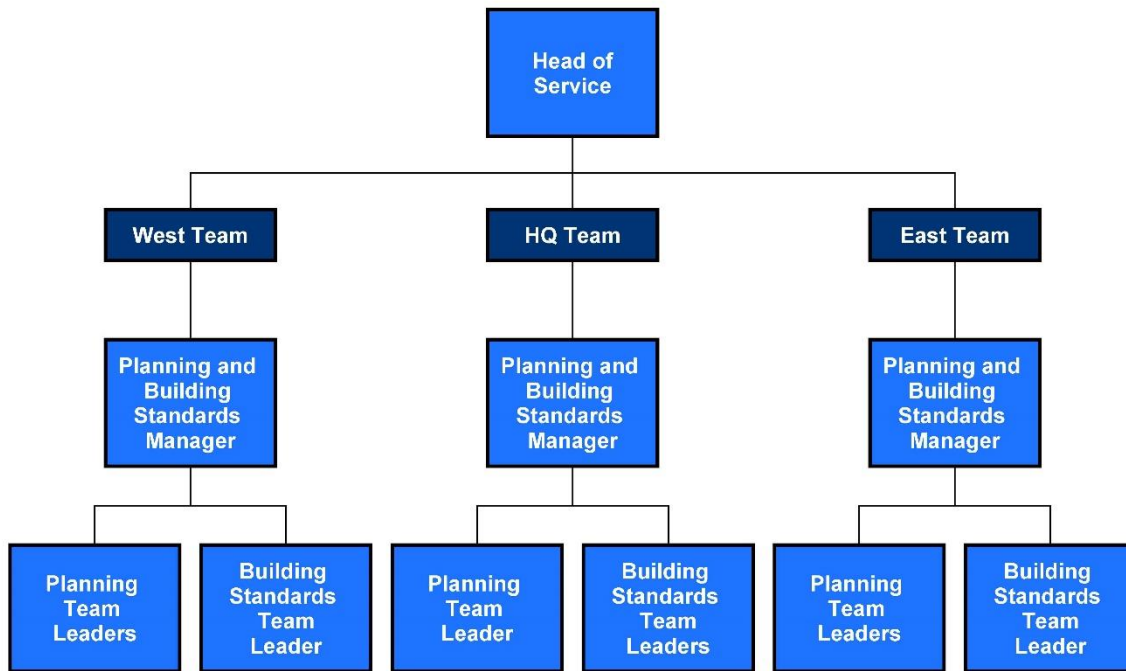 Head of
Service
West Team
HQ Team
East Team
Planning and
Building
Standards
Manager
Planning and
Building
Standards
Manager
Planning and
Building
Standards
Manager
Planning
Team
Leaders
Building
Standards
Team
Leader
Planning
Team
Leader
Building
Standards
Team
Leaders
Planning
Team
Leaders
Building
Standards
Team
Leader